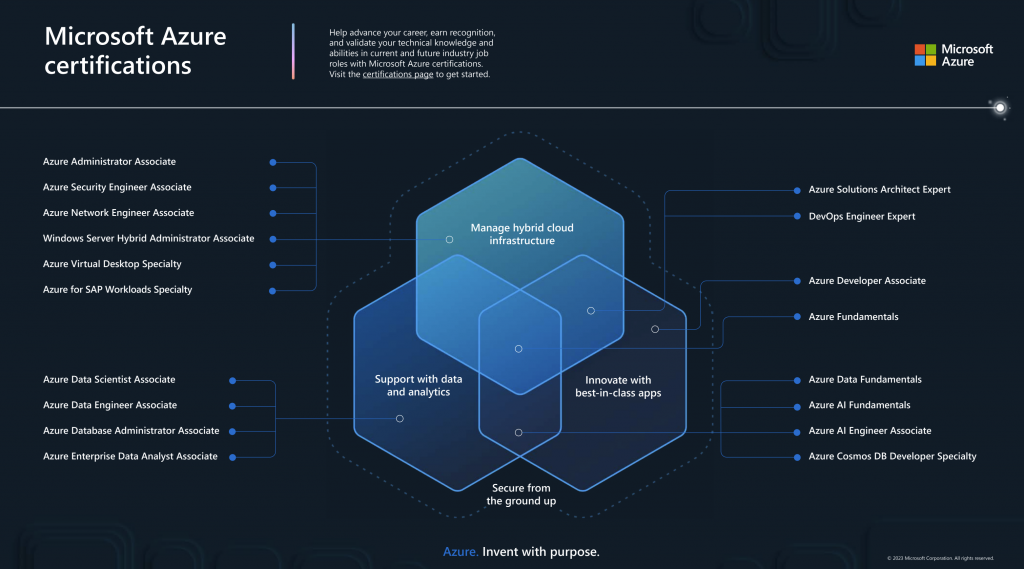 Microsoft Azure
certifications
Help advance your career, earn recognition,
and validate your technical knowledge and
abilities in current and future industry job
roles with Microsoft Azure certifications.
Visit the certifications page to get started.
Microsoft
Azure
Azure Administrator Associate
Azure Security Engineer Associate
Azure Network Engineer Associate
Windows Server Hybrid Administrator Associate
Azure Virtual Desktop Specialty
Azure for SAP Workloads Specialty
Azure Data Scientist Associate
Azure Data Engineer Associate
Azure Database Administrator Associate
Azure Enterprise Data Analyst Associate
Manage hybrid cloud
infrastructure
Support with data
and analytics
Innovate with
best-in-class apps
Secure from
the ground up
Azure Solutions Architect Expert
DevOps Engineer Expert
Azure Developer Associate
Azure Fundamentals
Azure Data Fundamentals
Azure AI Fundamentals
Azure AI Engineer Associate
Azure Cosmos DB Developer Specialty
Azure. Invent with purpose.
© 2023 Microsoft Corporation. All rights reserved.